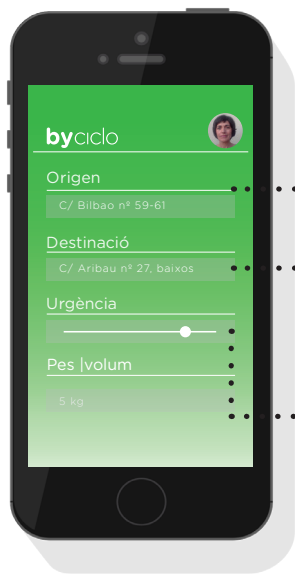 byciclo
Origen
C/ Bilbao nº 59-61
Destinació
C/ Aribau nº 27, baixos
Urgència
Pes |volum
5 kg